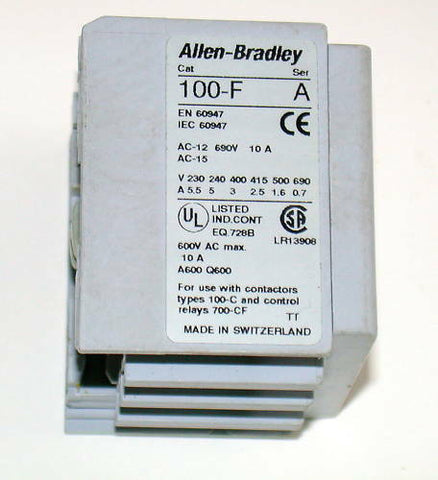 Allen-Bradley
Cat Ser
100-F A
EN 60947
IEC 60947
CE
AC-12 690V 10 A
AC-15
V 230 240 400 415 500 690
A 5.5 5 3 2.5 1.6 0.7
UL LISTED
IND.CONT
EQ.728B
SA
LR13908
600V AC max.
10 A
A600 Q600
For use with contactors
types 100-C and control
relays 700-CF
TT
MADE IN SWITZERLAND